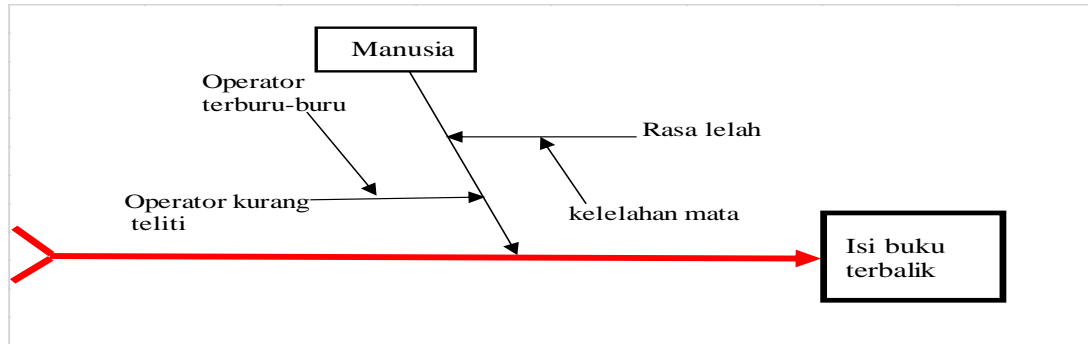 Manusia
Operator
terburu-buru
Rasa lelah
Operator kurang
teliti
kelelahan mata
Isi buku
terbalik